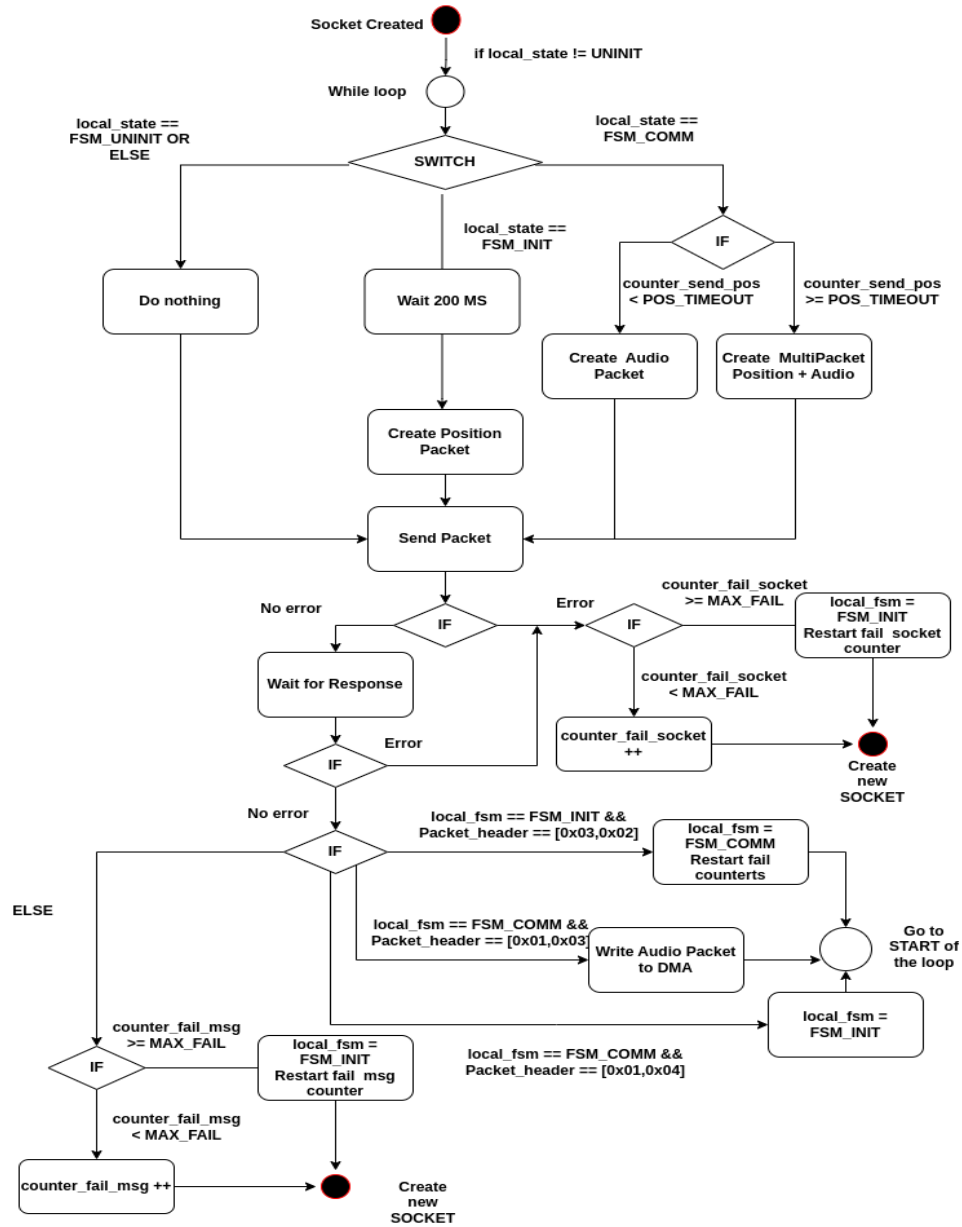 Socket Created
if local_state != UNINIT
While loop
local_state ==
FSM_UNINIT OR
ELSE
local_state ==
FSM_COMM
SWITCH
local_state ==
FSM_INIT
IF
counter_send_pos
< POS_TIMEOUT
counter_send_pos
>= POS_TIMEOUT
Do nothing
Wait 200 MS
Create Audio
Packet
Create MultiPacket
Position + Audio
Create Position
Packet
Send Packet
No error
IF
Error
IF
counter_fail_socket
>= MAX_FAIL
local_fsm =
FSM_INIT
Restart fail socket
counter
Wait for Response
counter_fail_socket
< MAX_FAIL
IF
Error
counter_fail_socket
++
Create
new
SOCKET
No error
IF
local_fsm == FSM_INIT &&
Packet_header == [0x03,0x02]
local_fsm =
FSM_COMM
Restart fail
counterts
ELSE
local_fsm == FSM_COMM &&
Packet_header == [0x01,0x03]
Write Audio Packet
to DMA
Go to
START of
the loop
local_fsm =
FSM_INIT
local_fsm == FSM_COMM &&
Packet_header == [0x01,0x04]
counter_fail_msg
>= MAX_FAIL
IF
local_fsm =
FSM_INIT
Restart fail msg
counter
counter_fail_msg
< MAX_FAIL
counter_fail_msg ++
Create
new
SOCKET